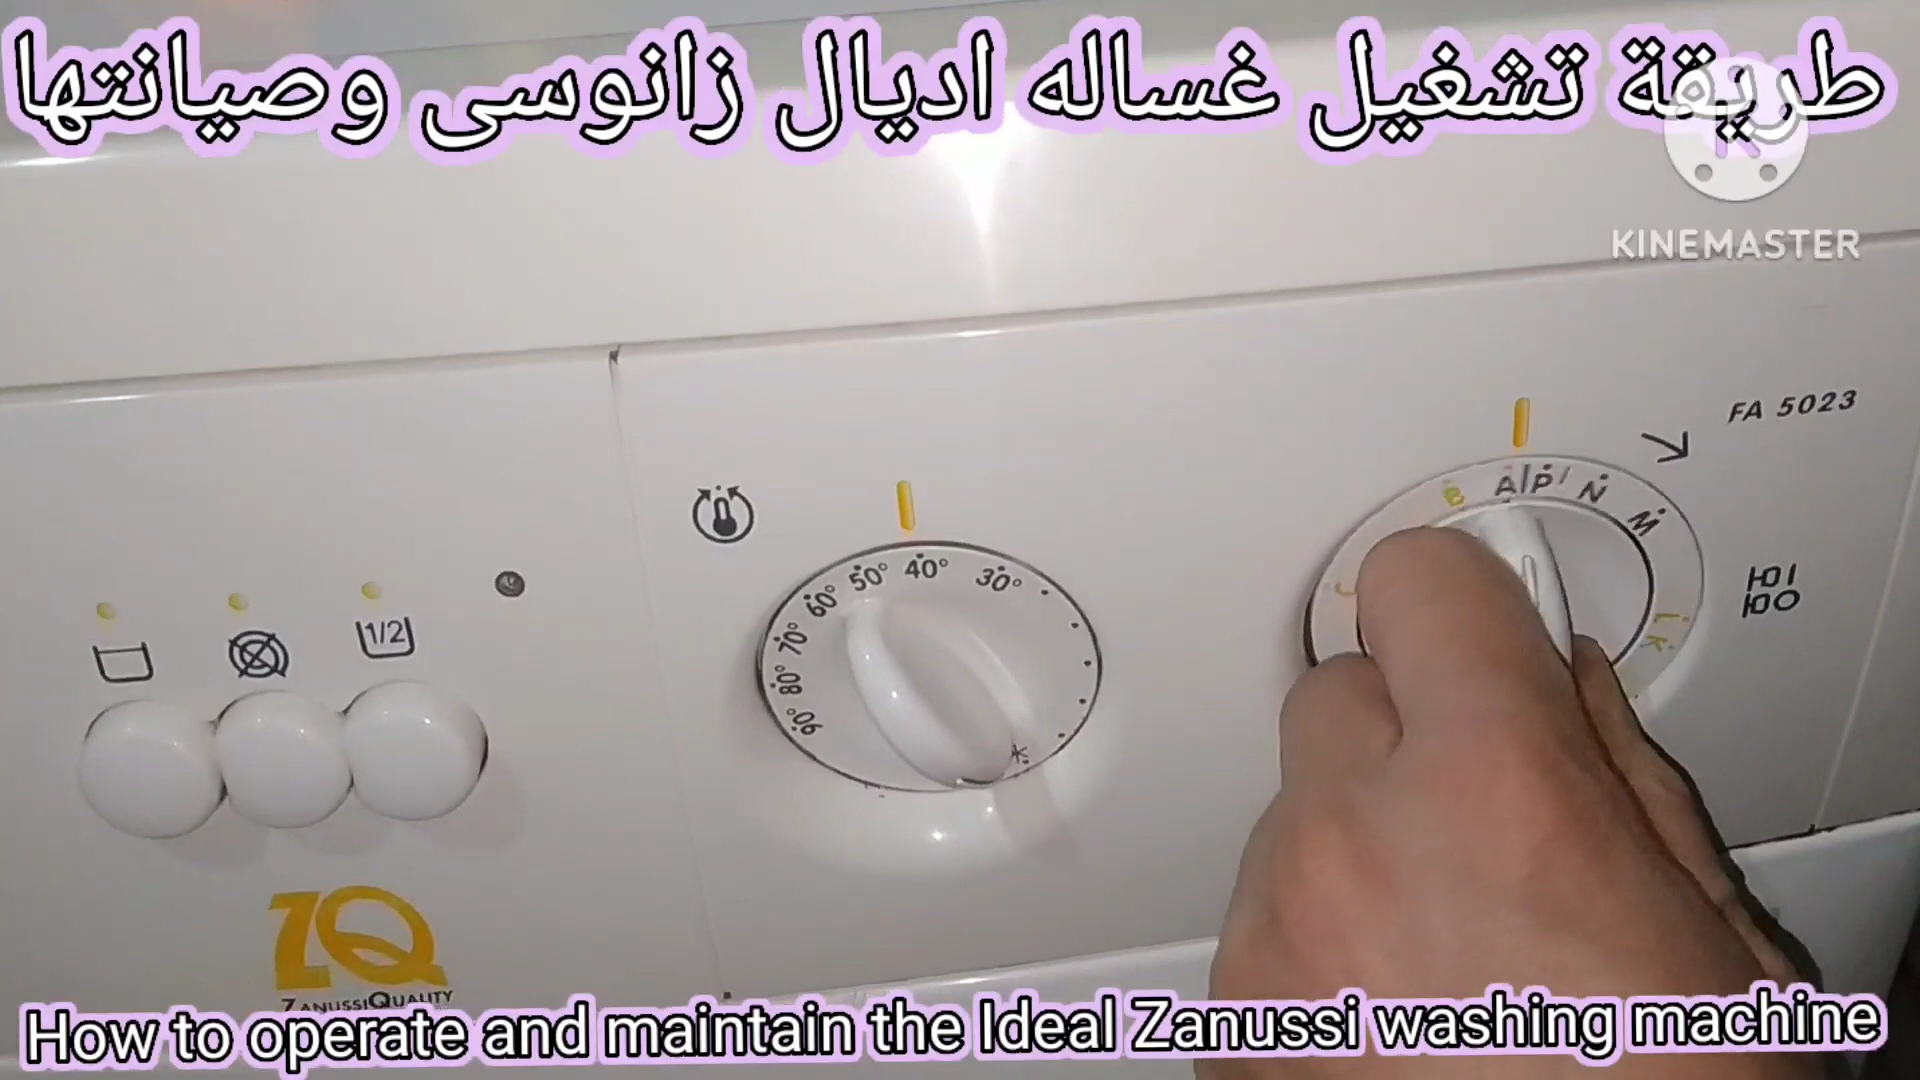 طريقة تشغيل غساله اديال زانوسى وصيانتها
KINEMASTER
FA 5023
B A P N M
L
K
J
90° 80° 70° 60° 50° 40° 30°
*
1/2
ZQ
ZANUSSIQUALITY
How to operate and maintain the Ideal Zanussi washing machine